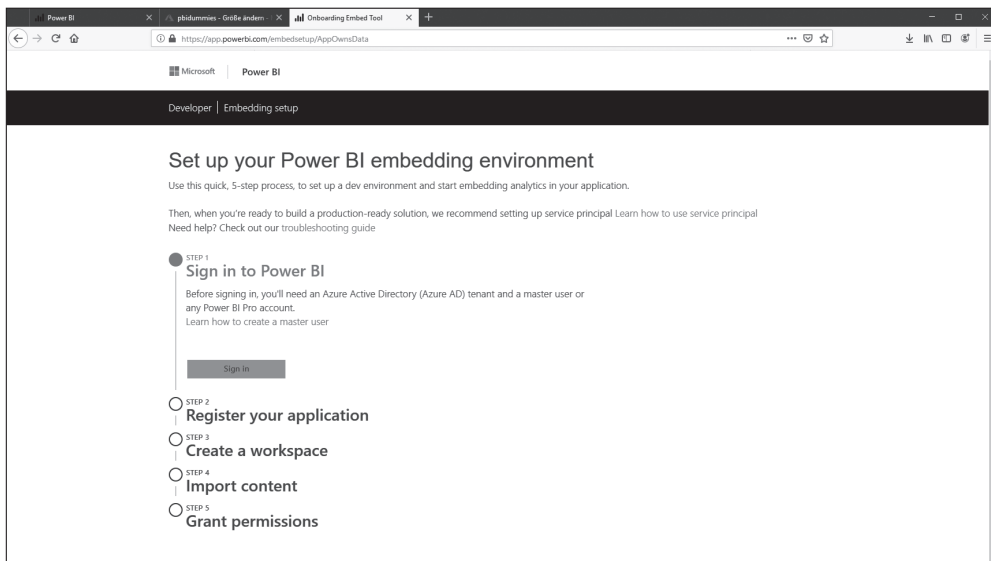 Power BI
pbidummies - Größe ändern -
Onboarding Embed Tool
https://app.powerbi.com/embedsetup/AppOwnsData
Microsoft Power BI
Developer | Embedding setup
Set up your Power BI embedding environment
Use this quick, 5-step process, to set up a dev environment and start embedding analytics in your application.
Then, when you're ready to build a production-ready solution, we recommend setting up service principal Learn how to use service principal
Need help? Check out our troubleshooting guide
STEP 1
Sign in to Power BI
Before signing in, you'll need an Azure Active Directory (Azure AD) tenant and a master user or
any Power BI Pro account.
Learn how to create a master user
Sign in
STEP 2
Register your application
STEP 3
Create a workspace
STEP 4
Import content
STEP 5
Grant permissions